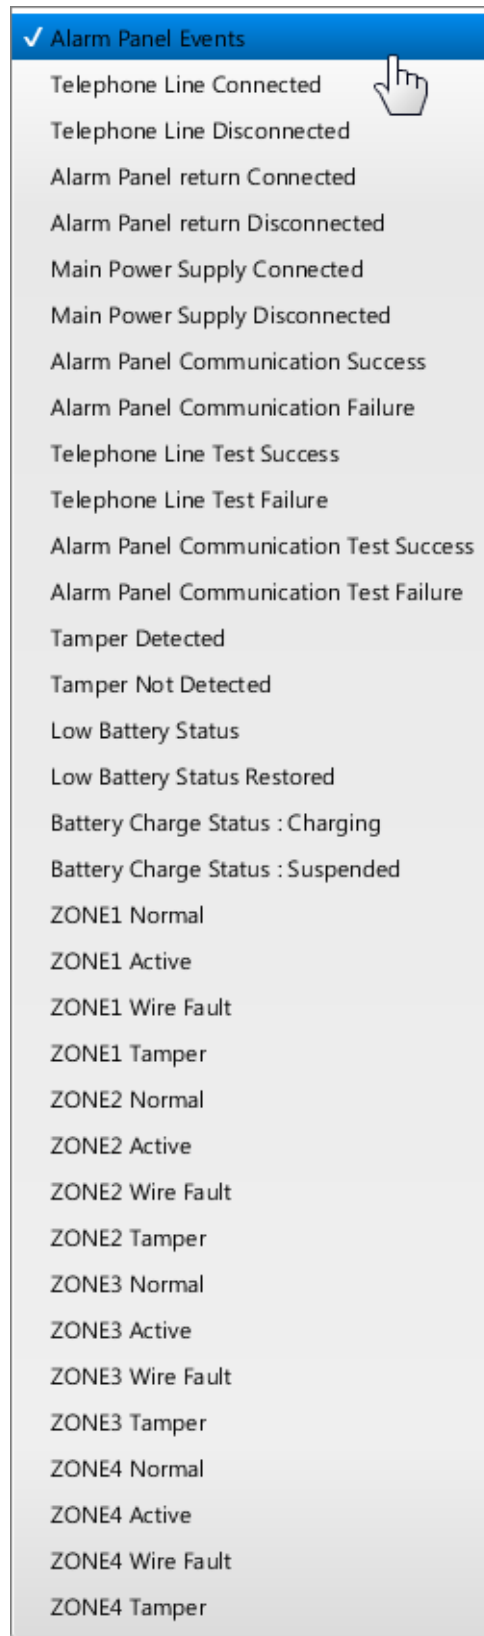 Alarm Panel Events
Telephone Line Connected
Telephone Line Disconnected
Alarm Panel return Connected
Alarm Panel return Disconnected
Main Power Supply Connected
Main Power Supply Disconnected
Alarm Panel Communication Success
Alarm Panel Communication Failure
Telephone Line Test Success
Telephone Line Test Failure
Alarm Panel Communication Test Success
Alarm Panel Communication Test Failure
Tamper Detected
Tamper Not Detected
Low Battery Status
Low Battery Status Restored
Battery Charge Status : Charging
Battery Charge Status : Suspended
ZONE1 Normal
ZONE1 Active
ZONE1 Wire Fault
ZONE1 Tamper
ZONE2 Normal
ZONE2 Active
ZONE2 Wire Fault
ZONE2 Tamper
ZONE3 Normal
ZONE3 Active
ZONE3 Wire Fault
ZONE3 Tamper
ZONE4 Normal
ZONE4 Active
ZONE4 Wire Fault
ZONE4 Tamper